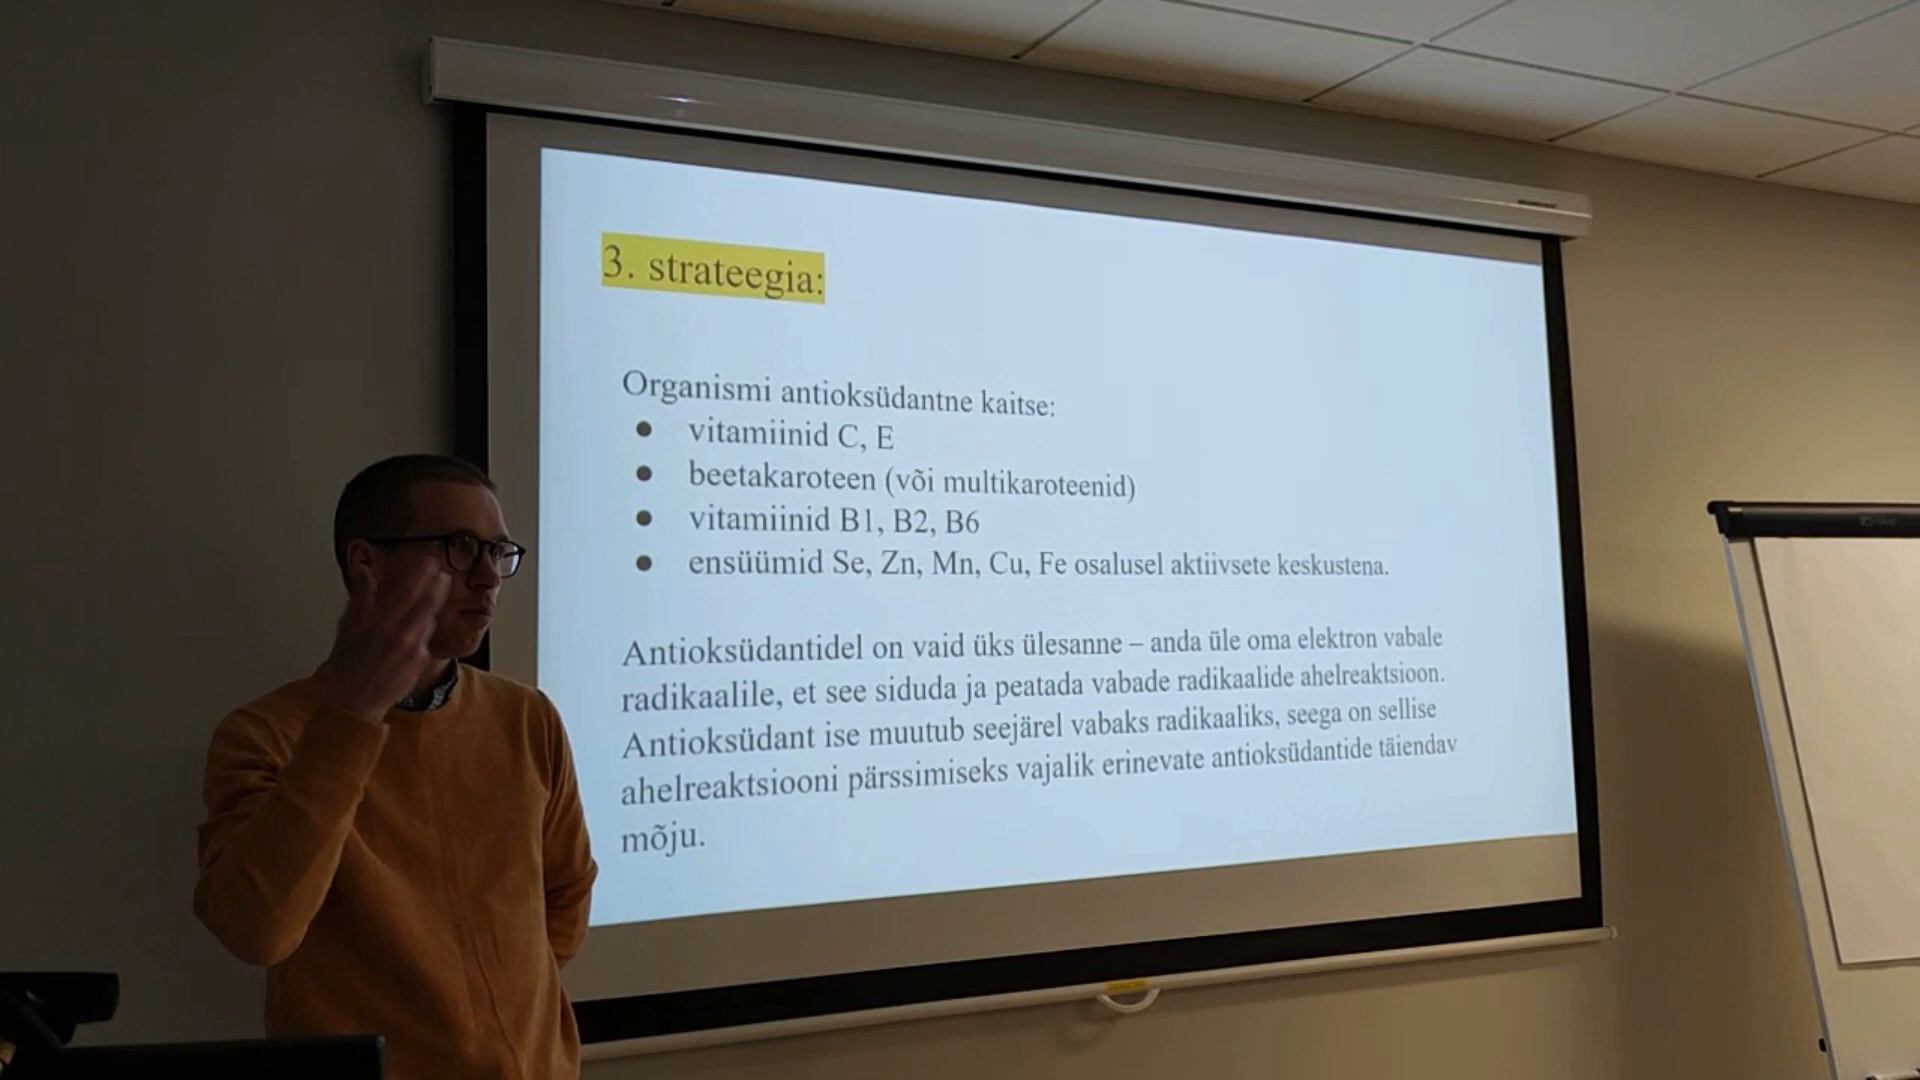 3. strateegia:
Organismi antioksüdantne kaitse:
● vitamiinid C, E
● beetakaroteen (või multikaroteenid)
● vitamiinid B1, B2, B6
● ensüümid Se, Zn, Mn, Cu, Fe osalusel aktiivsete keskustena.
Antioksüdantidel on vaid üks ülesanne – anda üle oma elektron vabale
radikaalile, et see siduda ja peatada vabade radikaalide ahelreaktsioon.
Antioksüdant ise muutub seejärel vabaks radikaaliks, seega on sellise
ahelreaktsiooni pärssimiseks vajalik erinevate antioksüdantide täiendav
mõju.